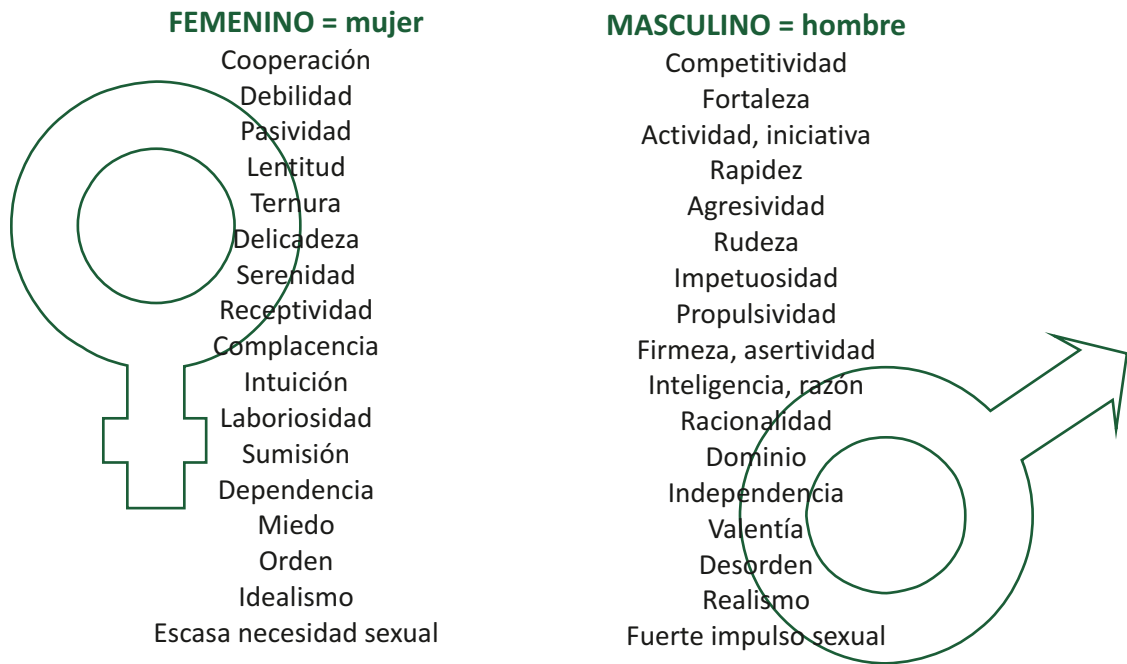 FEMENINO = mujer
Cooperación
Debilidad
Pasividad
Lentitud
Ternura
Delicadeza
Serenidad
Receptividad
Complacencia
Intuición
Laboriosidad
Sumisión
Dependencia
Miedo
Orden
Idealismo
Escasa necesidad sexual
MASCULINO = hombre
Competitividad
Fortaleza
Actividad, iniciativa
Rapidez
Agresividad
Rudeza
Impetuosidad
Propulsividad
Firmeza, asertividad
Inteligencia, razón
Racionalidad
Dominio
Independencia
Valentía
Desorden
Realismo
Fuerte impulso sexual